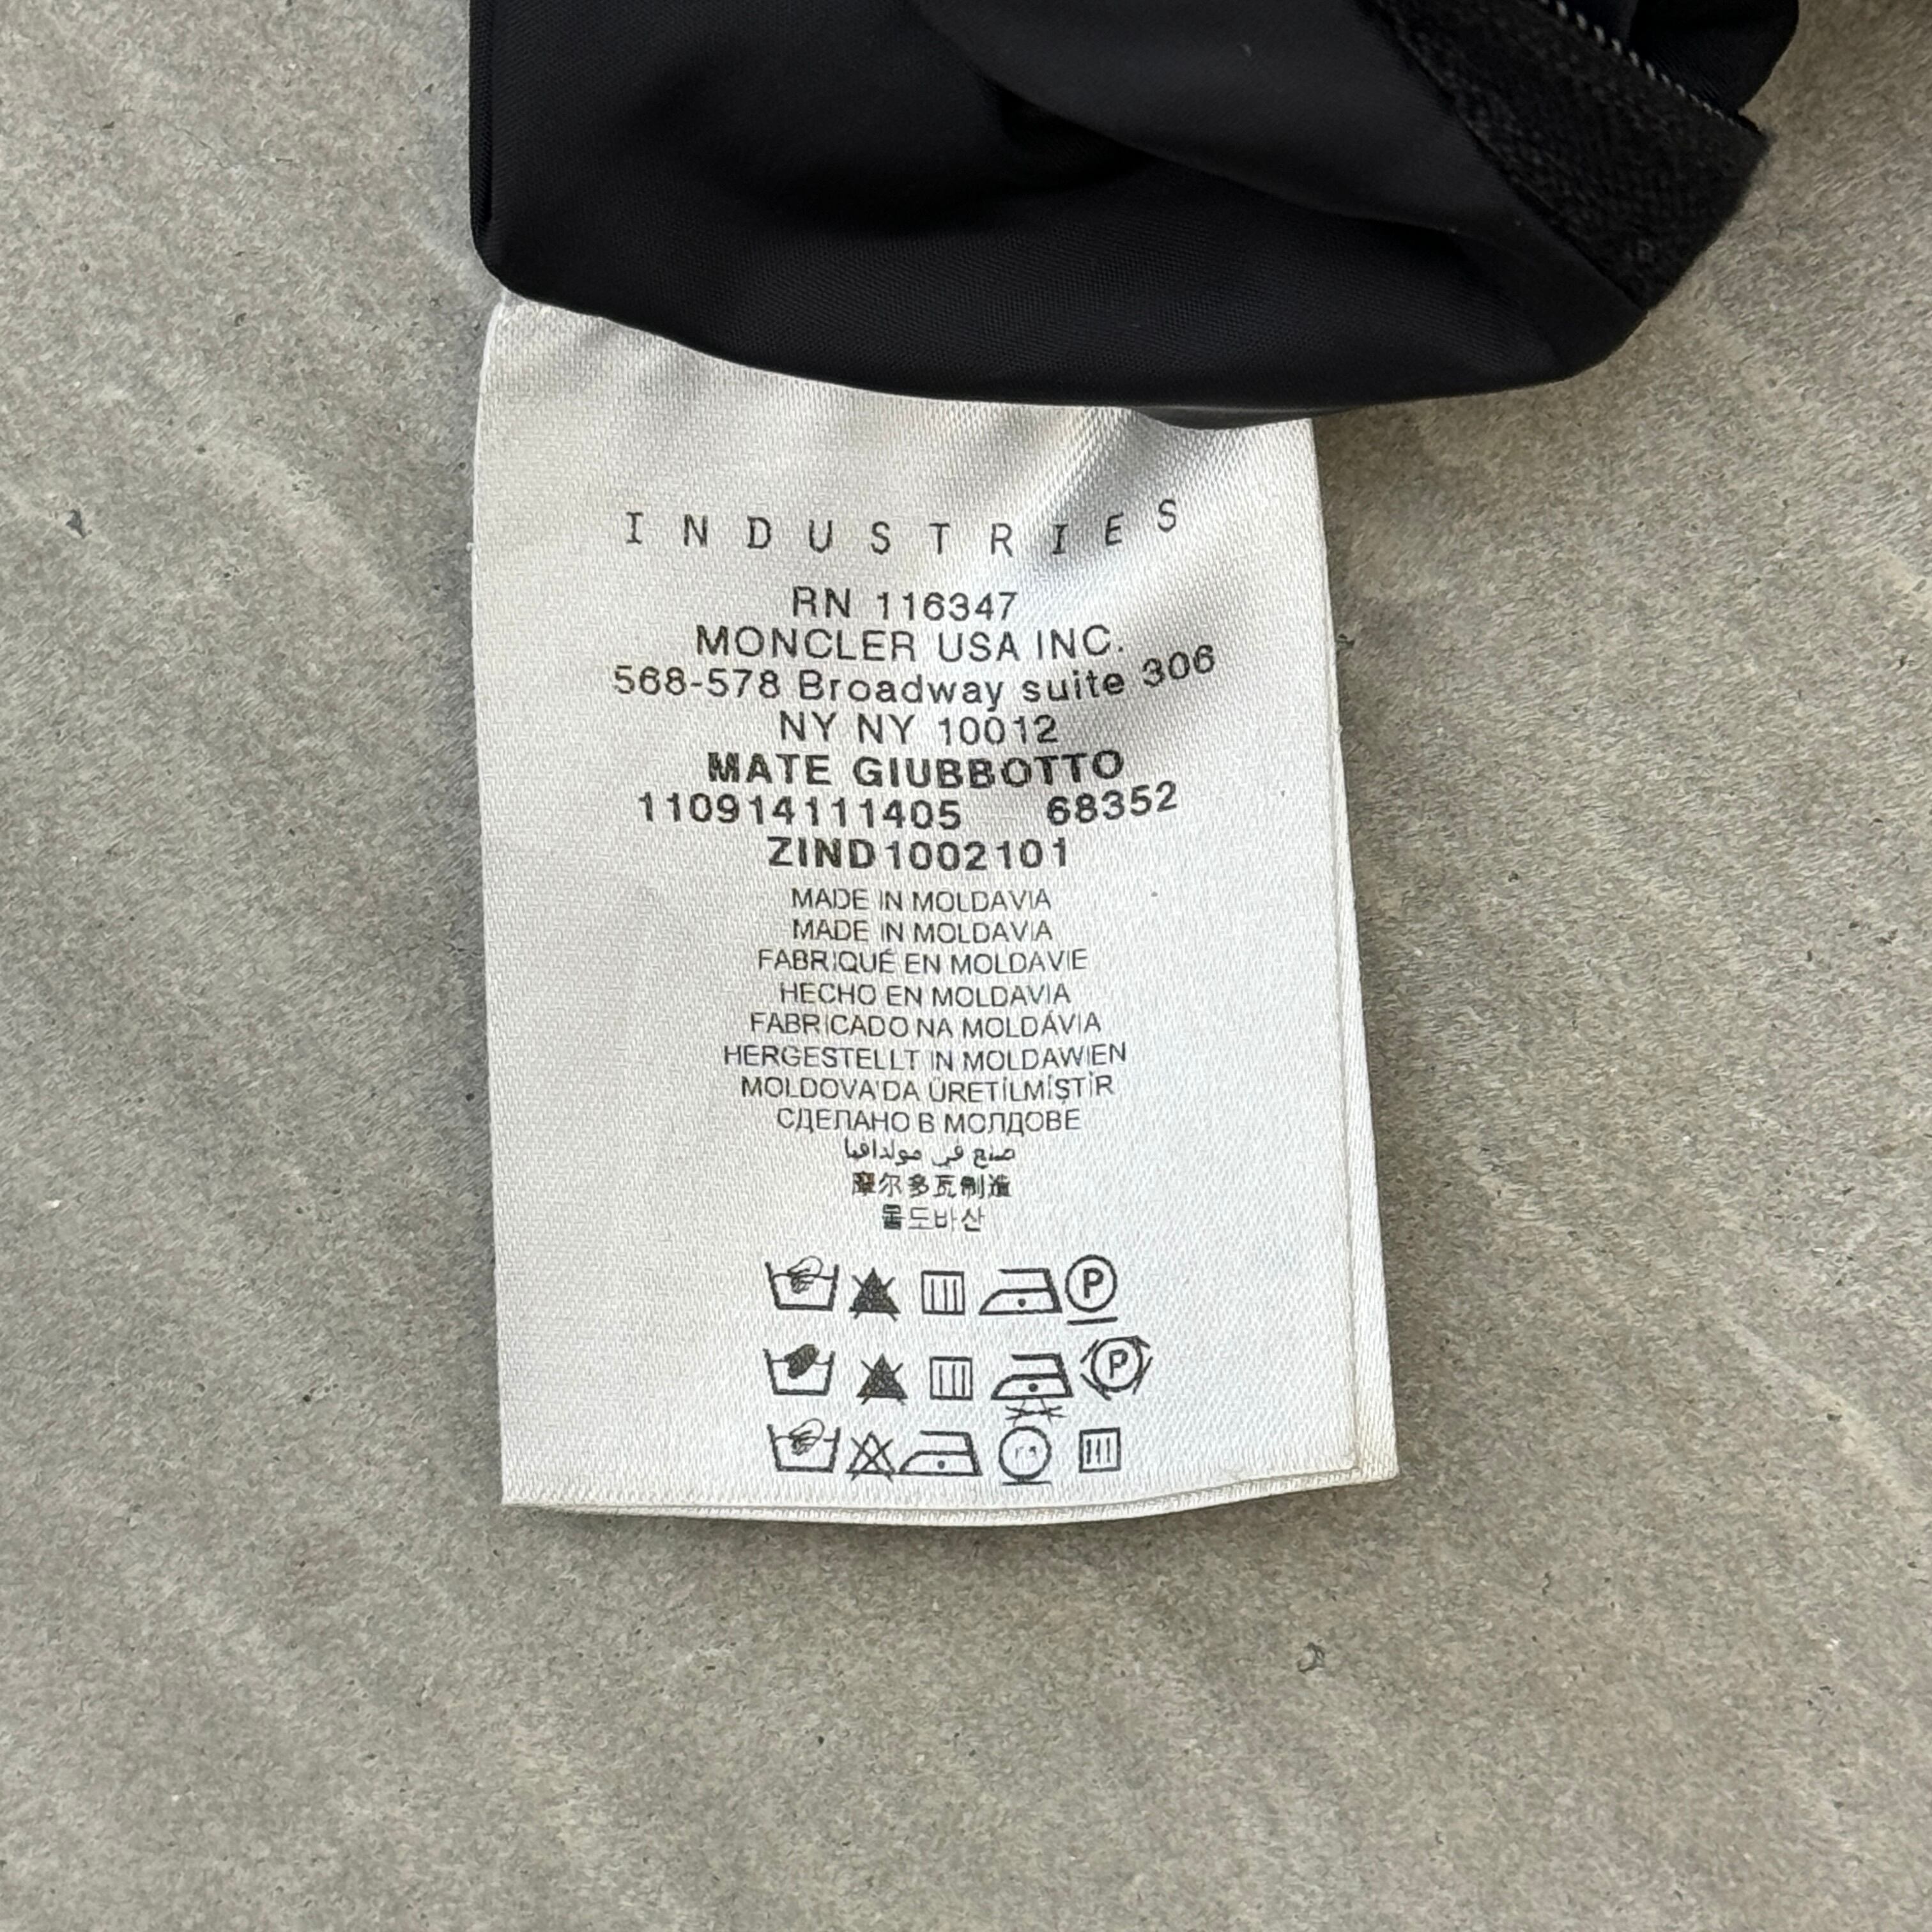 INDUSTRIES
RN 116347
MONCLER USA INC.
568-578 Broadway suite 306
NY NY 10012
MATE GIUBBOTTO
110914111405 68352
ZIND1002101
MADE IN MOLDAVIA
MADE IN MOLDAVIA
FABRIQUÉ EN MOLDAVIE
HECHO EN MOLDAVIA
FABRICADO NA MOLDÁVIA
HERGESTELLT IN MOLDAWIEN
MOLDOVA'DA ÜRETİLMİŞTİR
СДЕЛАНО В МОЛДОВЕ
صنع في مولدافيا
摩尔多瓦制造
몰도바산
P
P